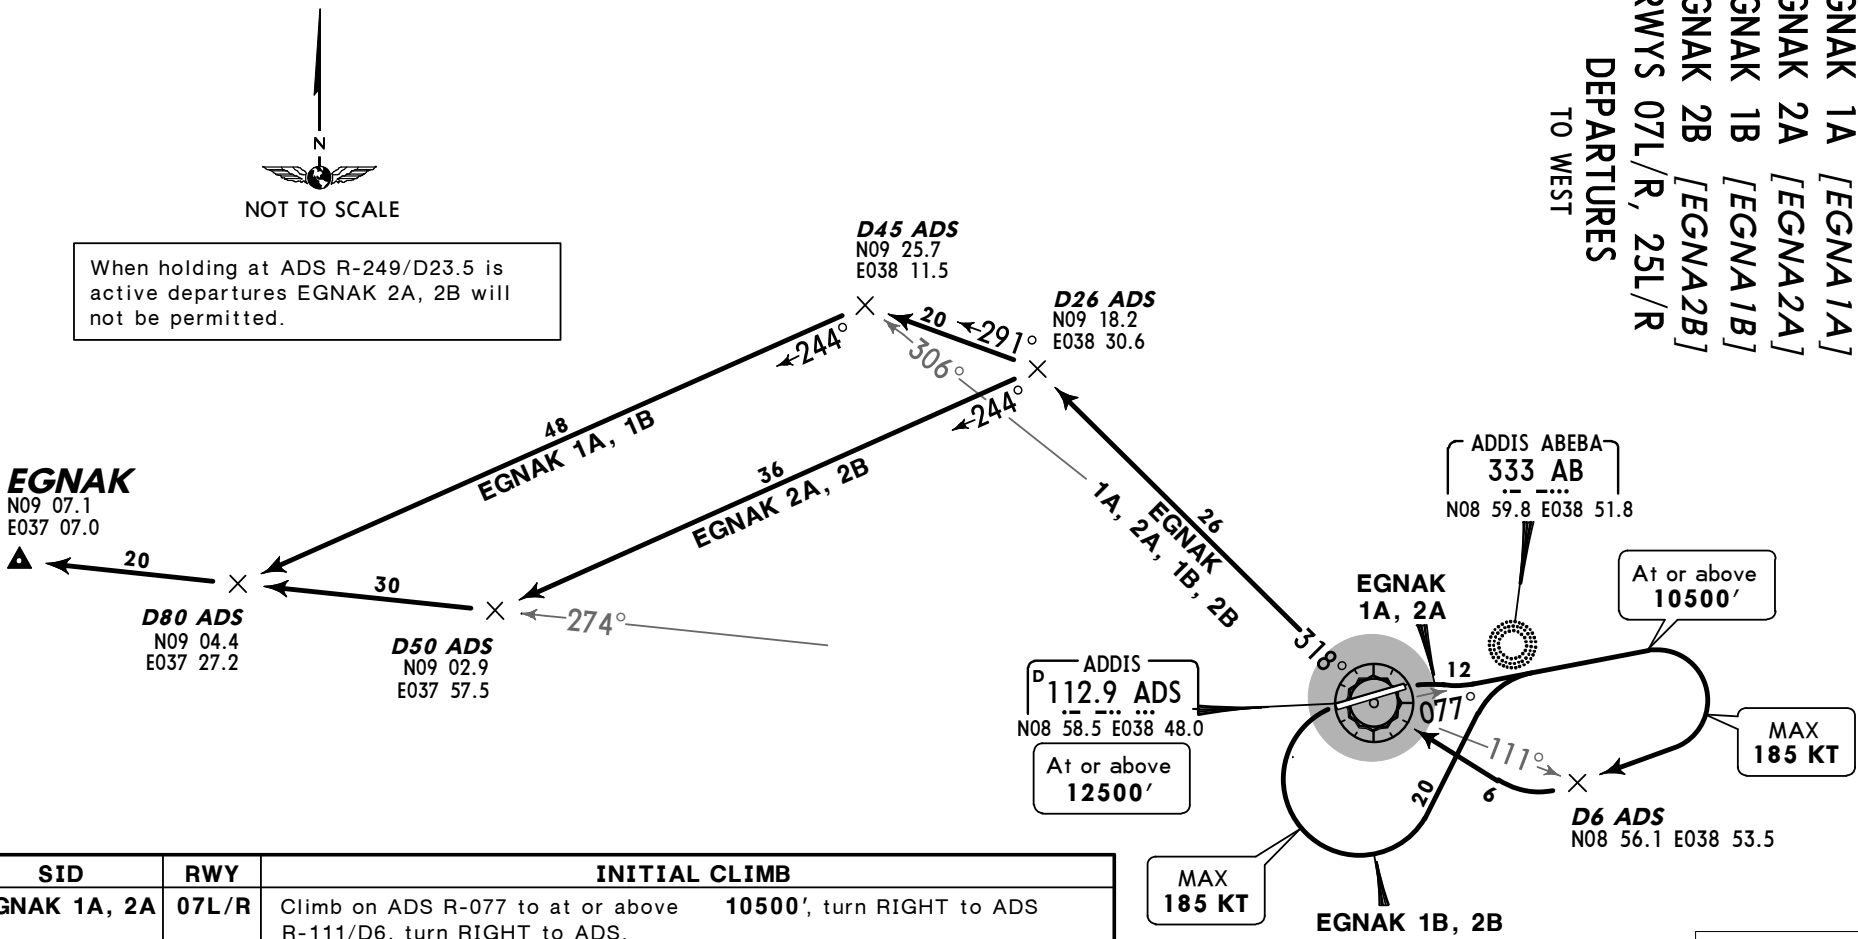 GNAK 1A [EGNA1A]
GNAK 2A [EGNA2A]
GNAK 1B [EGNA1B]
GNAK 2B [EGNA2B]
RWYS 07L/R, 25L/R
DEPARTURES
TO WEST
N
NOT TO SCALE
When holding at ADS R-249/D23.5 is
active departures EGNAK 2A, 2B will
not be permitted.
D45 ADS
N09 25.7
E038 11.5
D26 ADS
N09 18.2
E038 30.6
20
291°
244°
306°
244°
48
EGNAK 1A, 1B
36
EGNAK 2A, 2B
EGNAK
N09 07.1
E037 07.0
20
30
D80 ADS
N09 04.4
E037 27.2
D50 ADS
N09 02.9
E037 57.5
274°
26
EGNAK
1A, 2A, 1B, 2B
318°
ADDIS ABEBA
333 AB
N08 59.8 E038 51.8
At or above
10500'
EGNAK
1A, 2A
12
077°
ADDIS
D 112.9 ADS
N08 58.5 E038 48.0
At or above
12500'
111°
MAX
185 KT
20
6
D6 ADS
N08 56.1 E038 53.5
MAX
185 KT
EGNAK 1B, 2B
SID RWY INITIAL CLIMB
GNAK 1A, 2A 07L/R Climb on ADS R-077 to at or above 10500', turn RIGHT to ADS
R-111/D6, turn RIGHT to ADS.